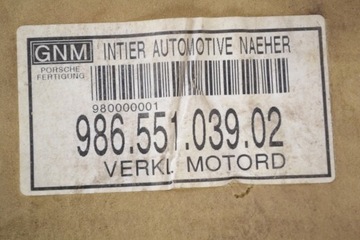 GNM INTIER AUTOMOTIVE NAEHER
PORSCHE
FERTIGUNG
980000001
986.551.039.02
VERKL MOTORD